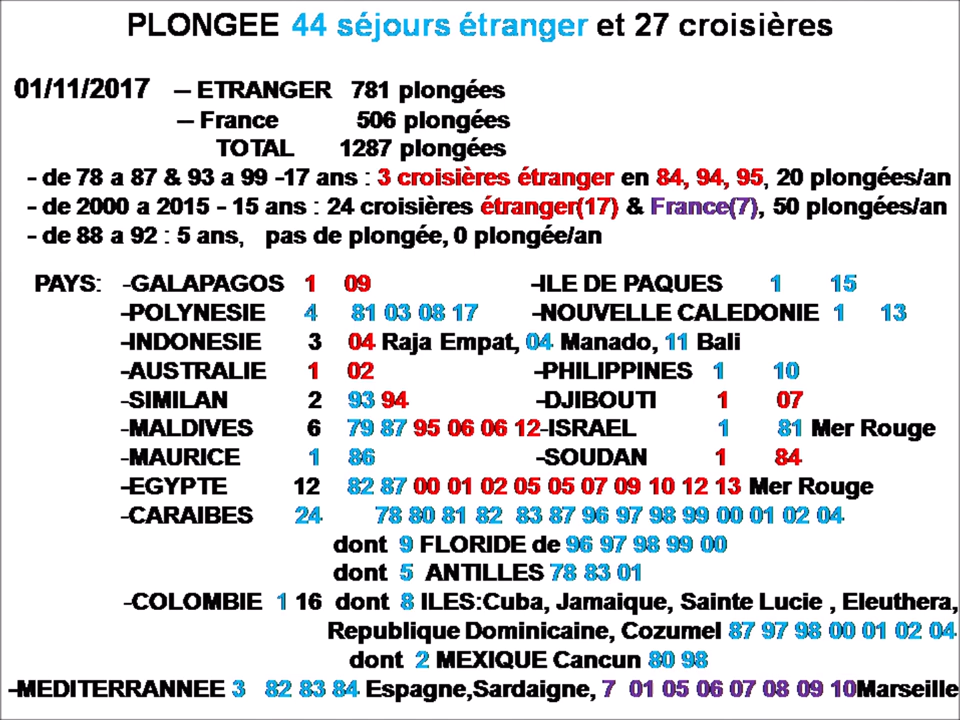 PLONGEE 44 séjours étranger et 27 croisières
01/11/2017 -- ETRANGER 781 plongées
-- France 506 plongées
TOTAL 1287 plongées
- de 78 a 87 & 93 a 99 -17 ans : 3 croisières étranger en 84, 94, 95, 20 plongées/an
- de 2000 a 2015 - 15 ans : 24 croisières étranger(17) & France(7), 50 plongées/an
- de 88 a 92 : 5 ans, pas de plongée, 0 plongée/an
PAYS: -GALAPAGOS 1 09 -ILE DE PAQUES 1 15
-POLYNESIE 4 81 03 08 17 -NOUVELLE CALEDONIE 1 13
-INDONESIE 3 04 Raja Empat, 04 Manado, 11 Bali
-AUSTRALIE 1 02 -PHILIPPINES 1 10
-SIMILAN 2 93 94 -DJIBOUTI 1 07
-MALDIVES 6 79 87 95 06 06 12-ISRAEL 1 81 Mer Rouge
-MAURICE 1 86 -SOUDAN 1 84
-EGYPTE 12 82 87 00 01 02 05 05 07 09 10 12 13 Mer Rouge
-CARAIBES 24 78 80 81 82 83 87 96 97 98 99 00 01 02 04
dont 9 FLORIDE de 96 97 98 99 00
dont 5 ANTILLES 78 83 01
-COLOMBIE 1 16 dont 8 ILES:Cuba, Jamaique, Sainte Lucie , Eleuthera,
Republique Dominicaine, Cozumel 87 97 98 00 01 02 04
dont 2 MEXIQUE Cancun 80 98
-MEDITERRANNEE 3 82 83 84 Espagne,Sardaigne, 7 01 05 06 07 08 09 10Marseille